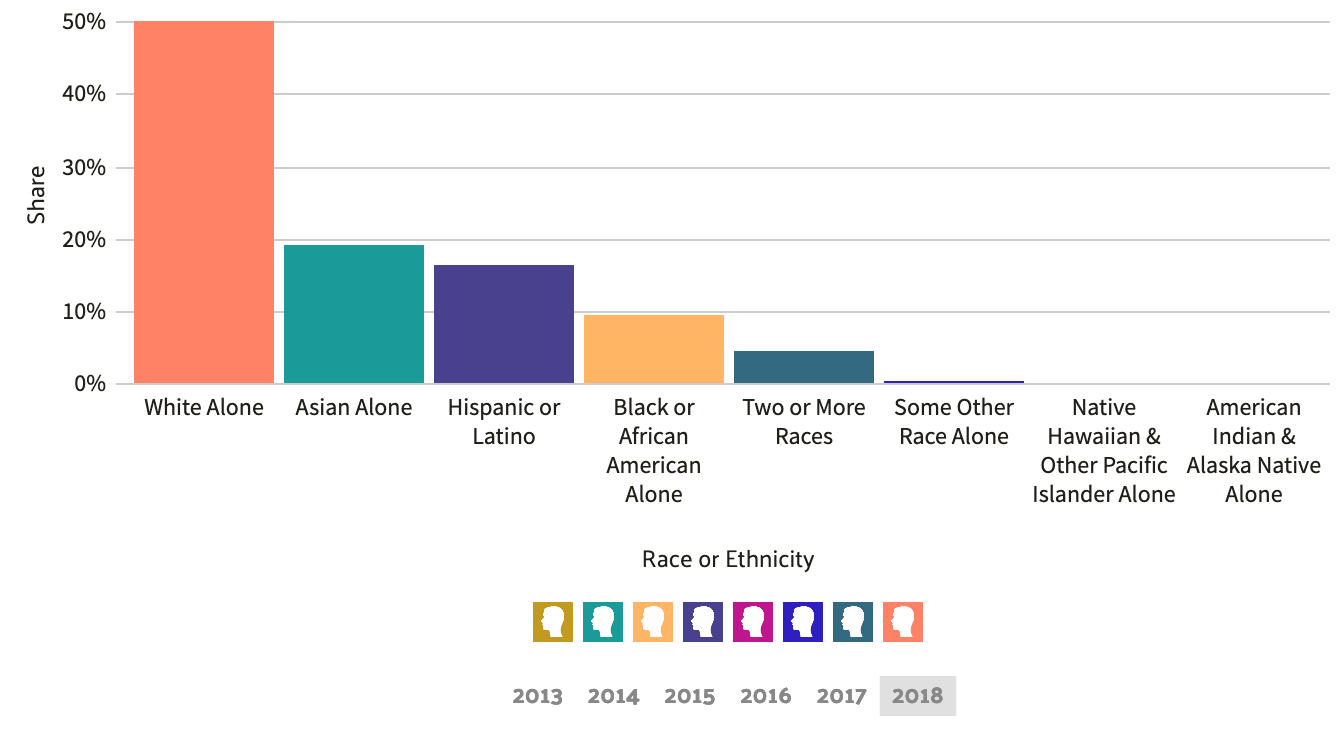 50%
40%
30%
20%
10%
0%
Share
White Alone
Asian Alone
Hispanic or
Latino
Black or
African
American
Alone
Two or More
Races
Some Other
Race Alone
Native
Hawaiian &
Other Pacific
Islander Alone
American
Indian &
Alaska Native
Alone
Race or Ethnicity
2013 2014 2015 2016 2017 2018